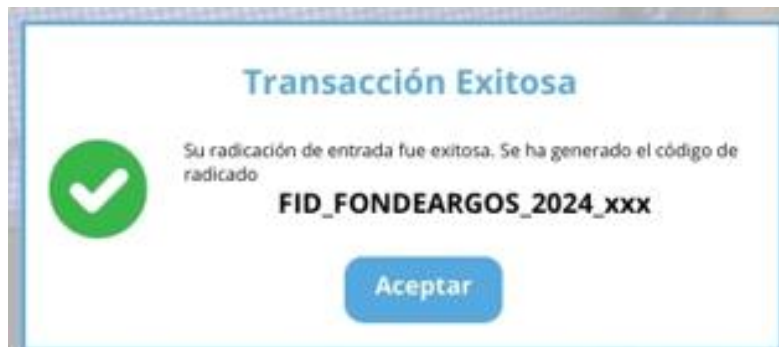 Transacción Exitosa
Su radicación de entrada fue exitosa. Se ha generado el código de
radicado
FID_FONDEARGOS_2024_xxx
Aceptar